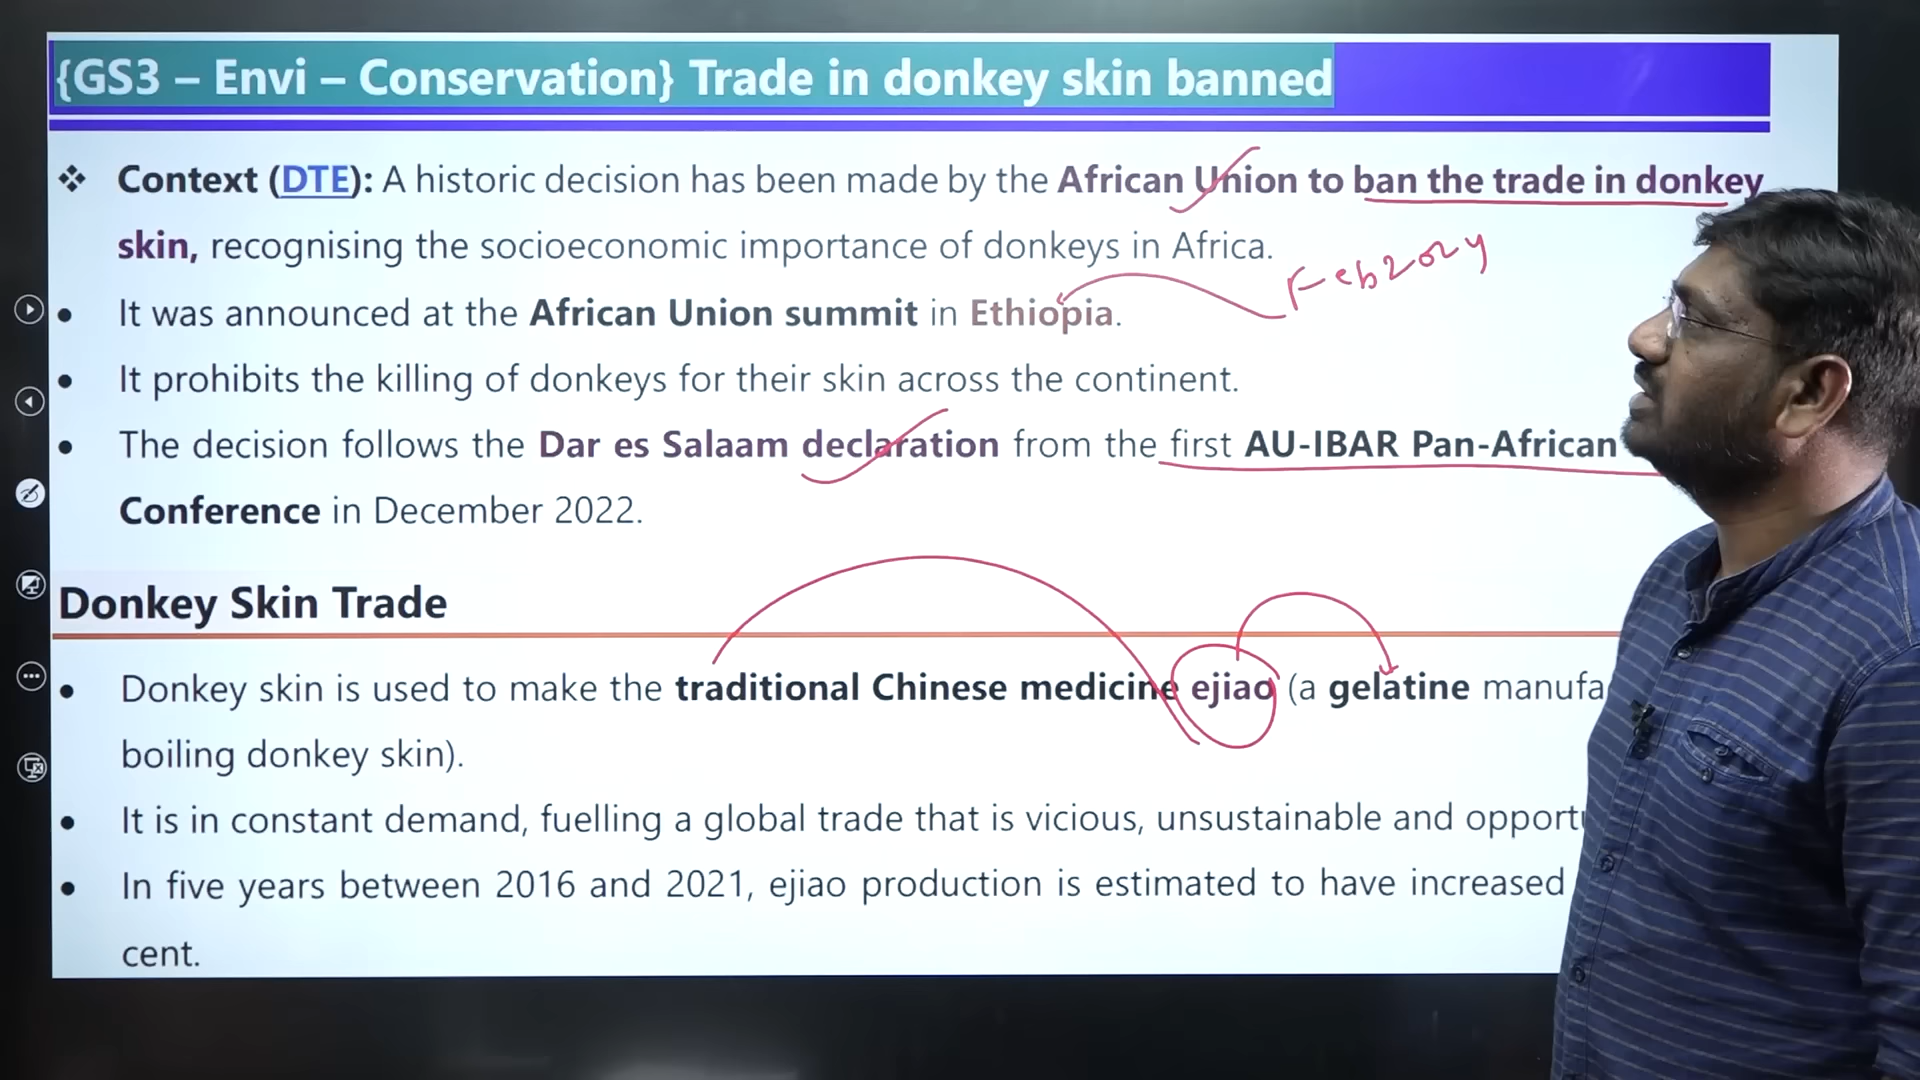 {GS3 – Envi – Conservation} Trade in donkey skin banned
❖ Context (DTE): A historic decision has been made by the African Union to ban the trade in donkey
skin, recognising the socioeconomic importance of donkeys in Africa.
Feb 2024
• It was announced at the African Union summit in Ethiopia.
• It prohibits the killing of donkeys for their skin across the continent.
• The decision follows the Dar es Salaam declaration from the first AU-IBAR Pan-African
Conference in December 2022.
Donkey Skin Trade
• Donkey skin is used to make the traditional Chinese medicine ejiao (a gelatine manufa
boiling donkey skin).
• It is in constant demand, fuelling a global trade that is vicious, unsustainable and opport
• In five years between 2016 and 2021, ejiao production is estimated to have increased
cent.